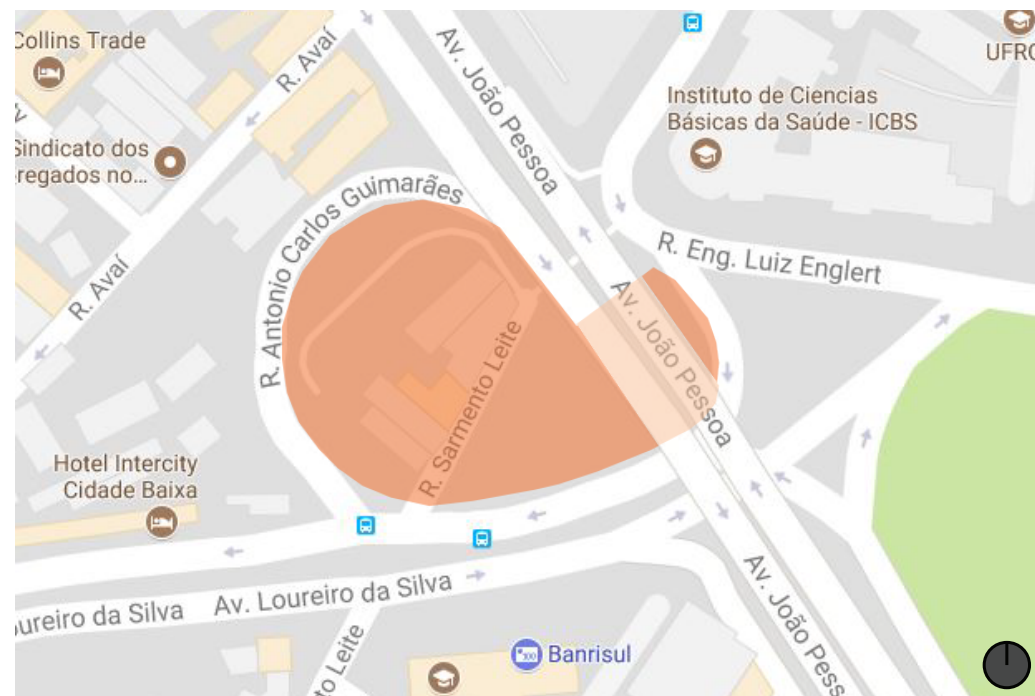 Collins Trade
R. Avaí
Av. João Pessoa
UFRG
Instituto de Ciencias
Básicas da Saúde - ICBS
Sindicato dos
regados no...
R. Antonio Carlos Guimarães
R. Eng. Luiz Englert
R. Avaí
Av. João Pessoa
R. Sarmento Leite
Hotel Intercity
Cidade Baixa
oureiro da Silva
Av. Loureiro da Silva
Av. João Pess
to Leite
Banrisul